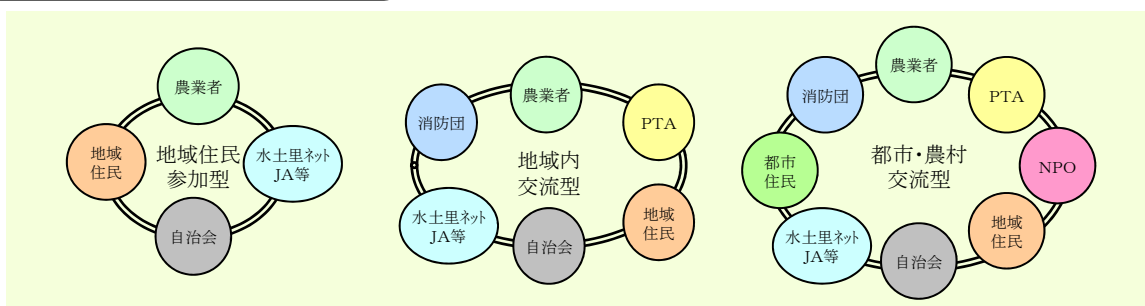 農業者
地域
住民
地域住民
参加型
水土里ネット
JA等
自治会
農業者
消防団
PTA
地域内
交流型
水土里ネット
JA等
自治会
地域
住民
農業者
消防団
PTA
都市
住民
都市・農村
交流型
NPO
水土里ネット
JA等
自治会
地域
住民